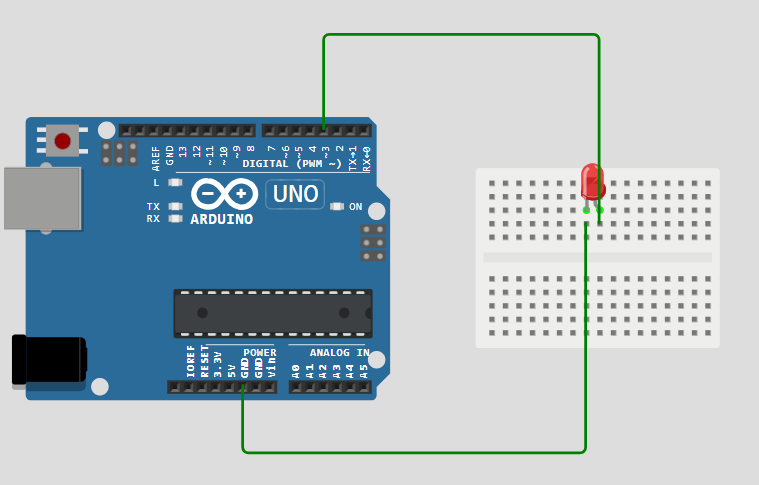 AREF
GND
13
12
~11
~10
~9
8
7
~6
~5
4
~3
2
TX→1
RX←0
DIGITAL (PWM ~)
L
TX
RX
UNO
ON
ARDUINO
POWER
ANALOG IN
IOREF
RESET
3.3V
5V
GND
GND
Vin
A0
A1
A2
A3
A4
A5